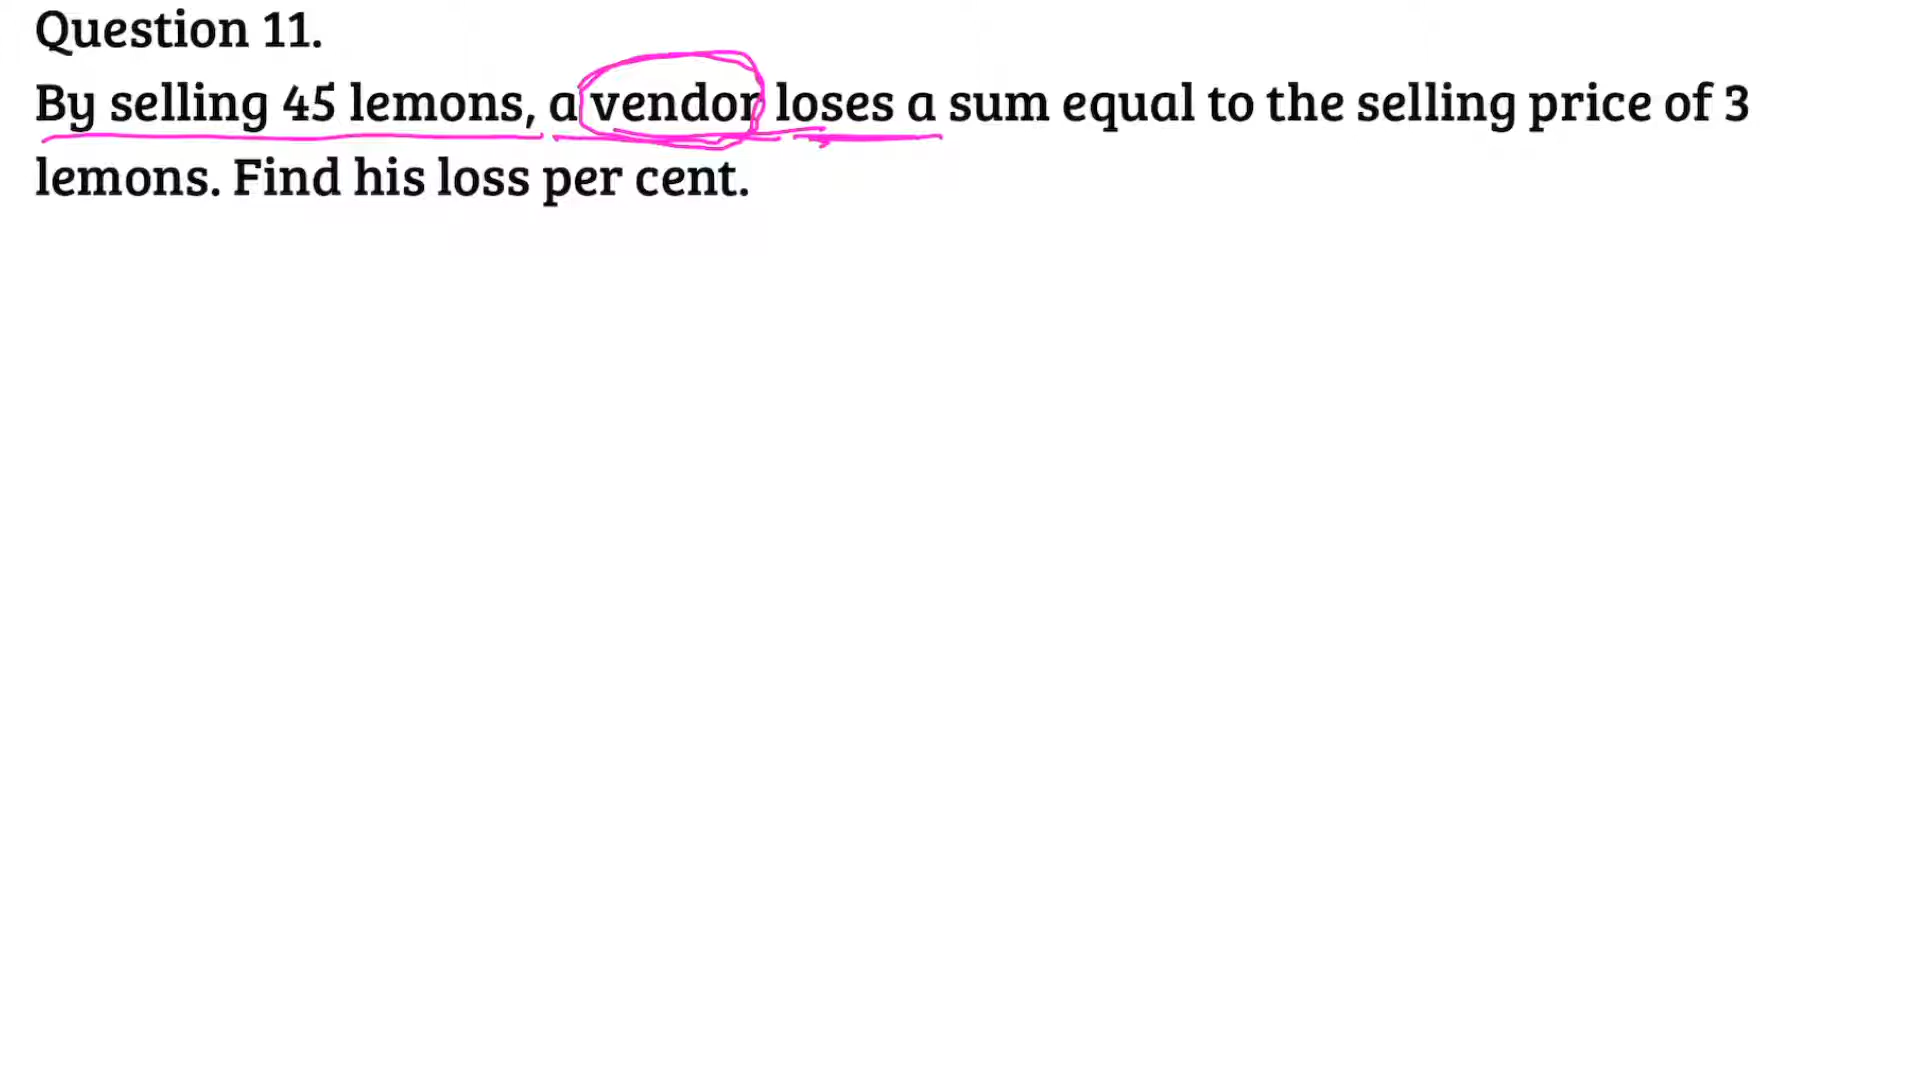 Question 11.
By selling 45 lemons, a vendor loses a sum equal to the selling price of 3
lemons. Find his loss per cent.